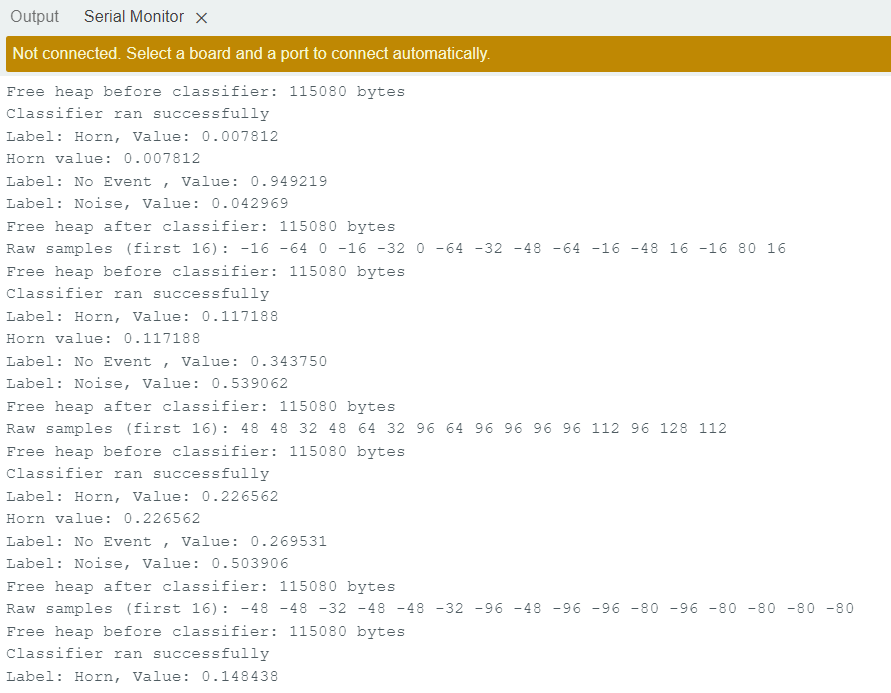 Output Serial Monitor ×
Not connected. Select a board and a port to connect automatically.
Free heap before classifier: 115080 bytes
Classifier ran successfully
Label: Horn, Value: 0.007812
Horn value: 0.007812
Label: No Event , Value: 0.949219
Label: Noise, Value: 0.042969
Free heap after classifier: 115080 bytes
Raw samples (first 16): -16 -64 0 -16 -32 0 -64 -32 -48 -64 -16 -48 16 -16 80 16
Free heap before classifier: 115080 bytes
Classifier ran successfully
Label: Horn, Value: 0.117188
Horn value: 0.117188
Label: No Event , Value: 0.343750
Label: Noise, Value: 0.539062
Free heap after classifier: 115080 bytes
Raw samples (first 16): 48 48 32 48 64 32 96 64 96 96 96 96 112 96 128 112
Free heap before classifier: 115080 bytes
Classifier ran successfully
Label: Horn, Value: 0.226562
Horn value: 0.226562
Label: No Event , Value: 0.269531
Label: Noise, Value: 0.503906
Free heap after classifier: 115080 bytes
Raw samples (first 16): -48 -48 -32 -48 -48 -32 -96 -48 -96 -96 -80 -96 -80 -80 -80 -80
Free heap before classifier: 115080 bytes
Classifier ran successfully
Label: Horn, Value: 0.148438